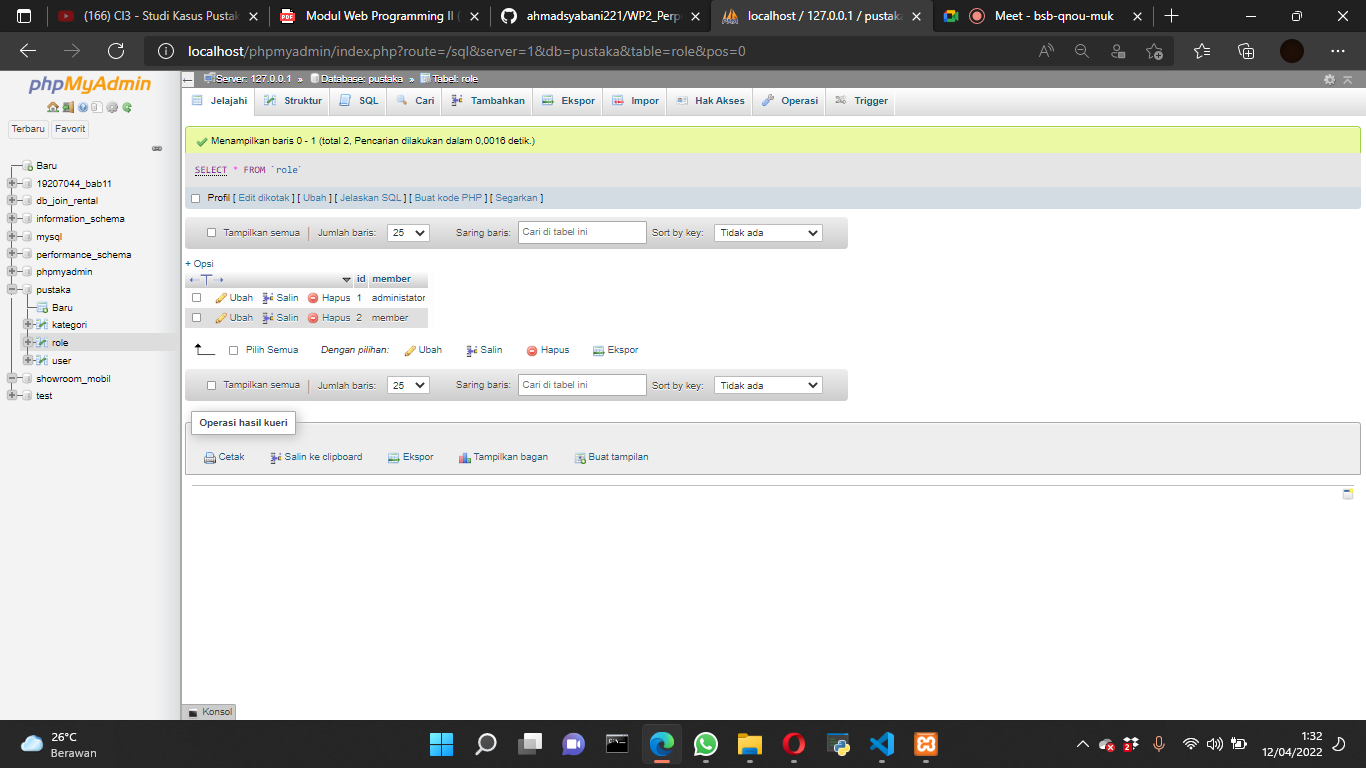 (166) CI3 - Studi Kasus Pustak
Modul Web Programming II (
ahmadsyabani221/WP2_Perp
localhost / 127.0.0.1 / pustaka
Meet - bsb-qnou-muk
localhost/phpmyadmin/index.php?route=/sql&server=1&db=pustaka&table=role&pos=0
phpMyAdmin
Terbaru Favorit
Baru
19207044_bab11
db_join_rental
information_schema
mysql
performance_schema
phpmyadmin
pustaka
Baru
kategori
role
user
showroom_mobil
test
Server: 127.0.0.1 » Database: pustaka » Tabel: role
Jelajahi Struktur SQL Cari Tambahkan Ekspor Impor Hak Akses Operasi Trigger
Menampilkan baris 0 - 1 (total 2, Pencarian dilakukan dalam 0,0016 detik.)
SELECT * FROM `role`
Profil [ Edit dikotak ] [ Ubah ] [ Jelaskan SQL ] [ Buat kode PHP ] [ Segarkan ]
Tampilkan semua | Jumlah baris: 25 Saring baris: Cari di tabel ini Sort by key: Tidak ada
+ Opsi
←T→ id member
Ubah Salin Hapus 1 administator
Ubah Salin Hapus 2 member
Pilih Semua Dengan pilihan: Ubah Salin Hapus Ekspor
Tampilkan semua | Jumlah baris: 25 Saring baris: Cari di tabel ini Sort by key: Tidak ada
Operasi hasil kueri
Cetak Salin ke clipboard Ekspor Tampilkan bagan Buat tampilan
Konsol
26°C
Berawan
2
1:32
12/04/2022